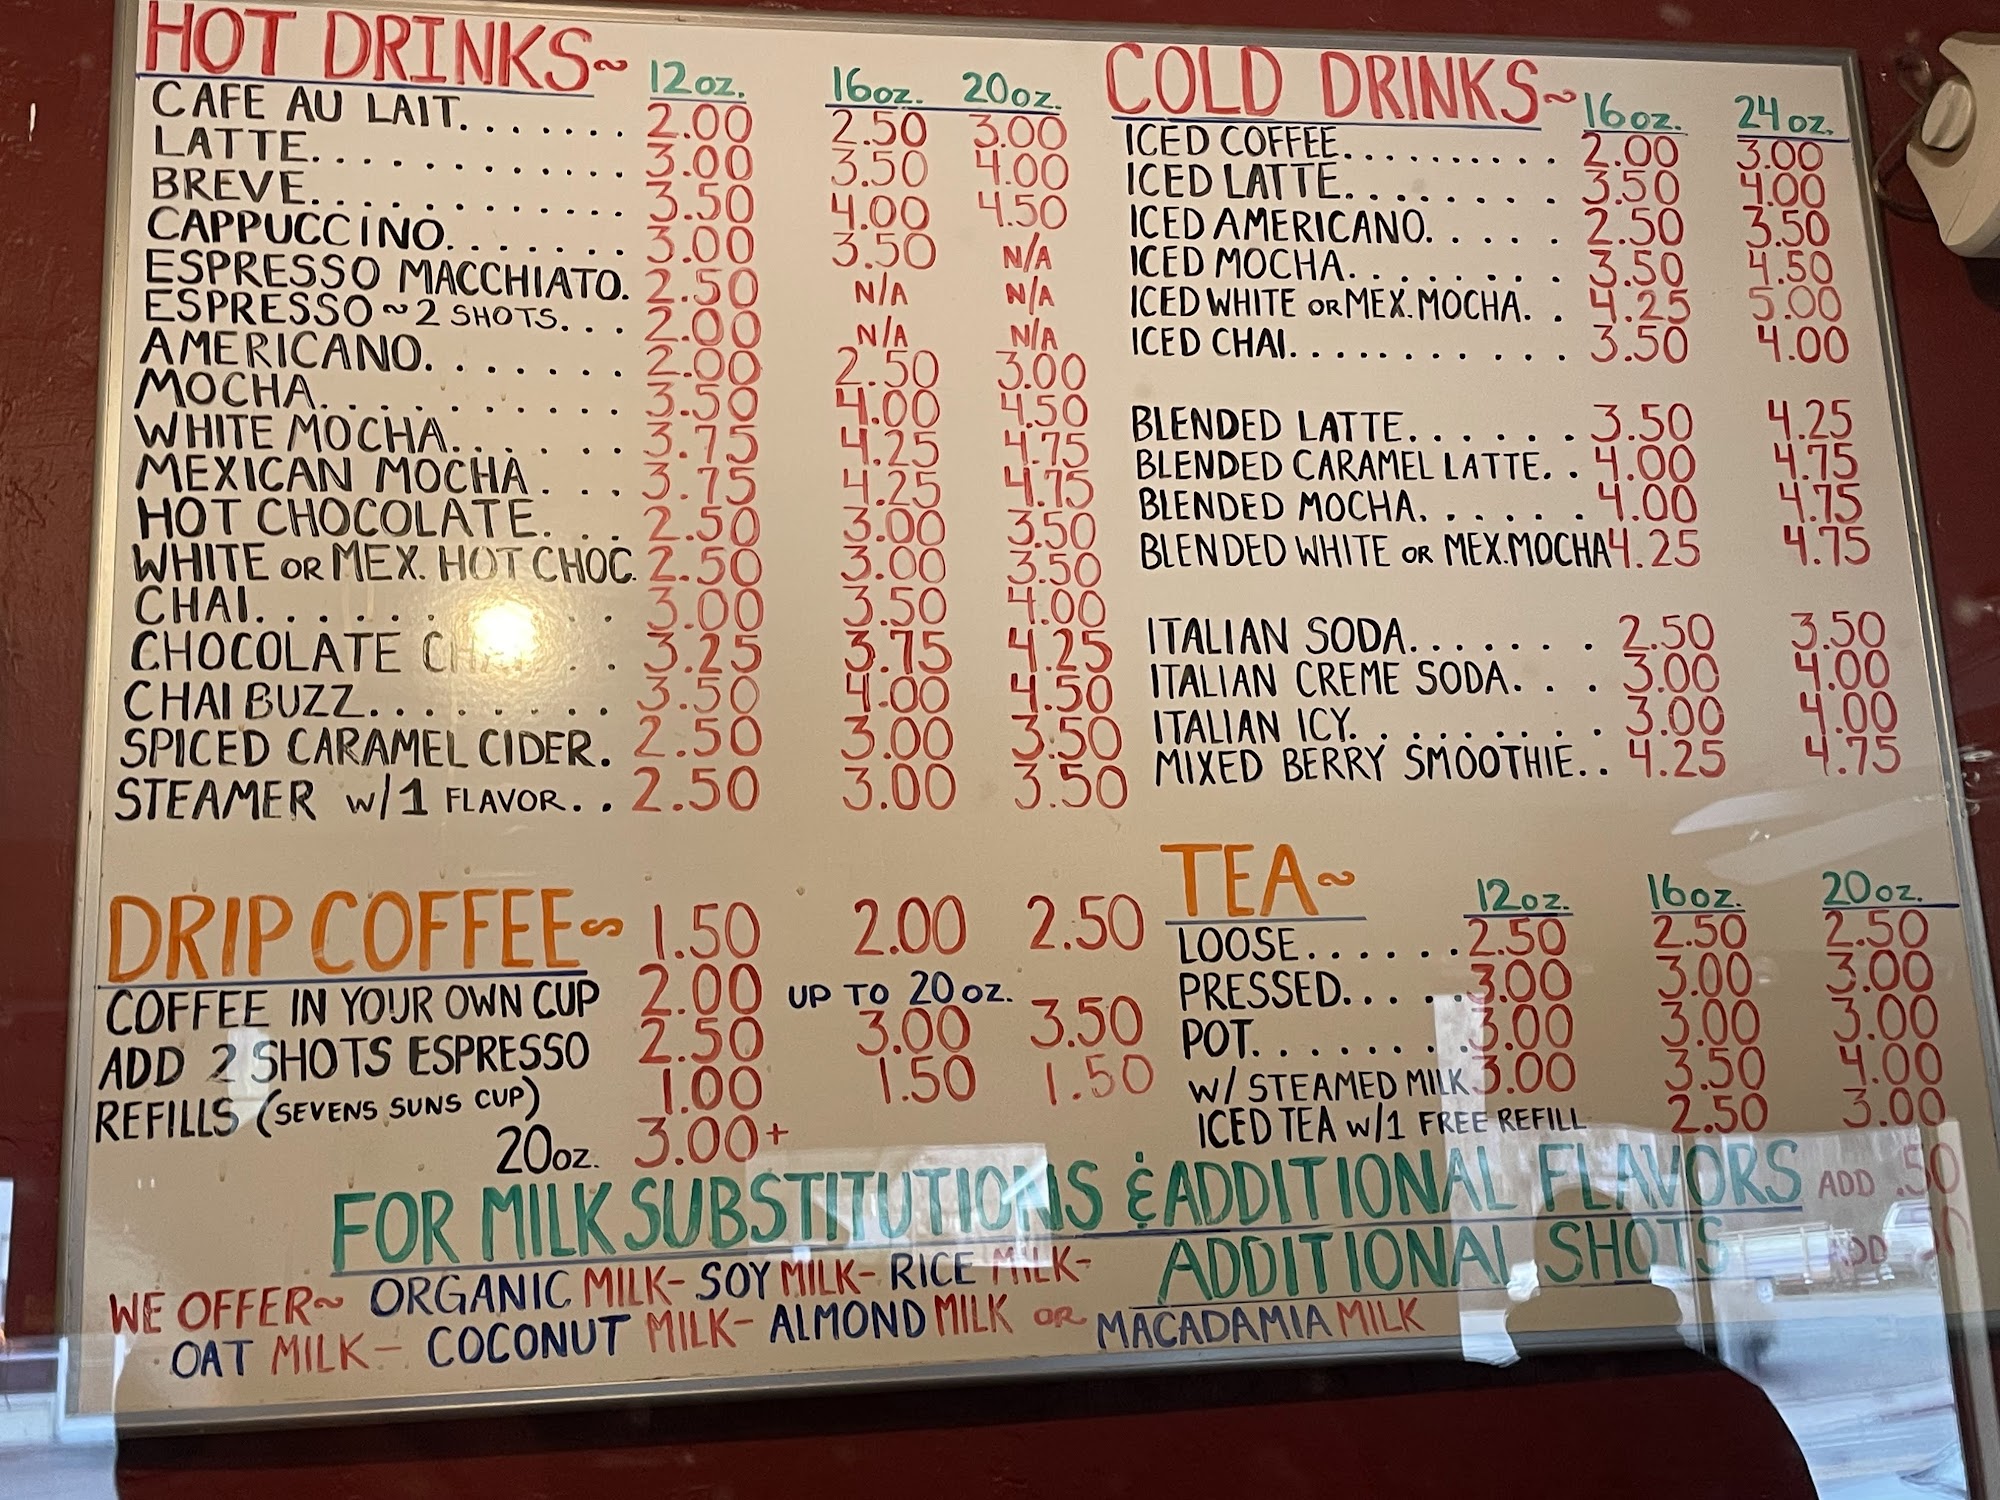 HOT DRINKS~ 12oz. 16oz. 20oz.
CAFE AU LAIT....... 2.00 2.50 3.00
LATTE............ 3.00 3.50 4.00
BREVE............ 3.50 4.00 4.50
CAPPUCCINO....... 3.00 3.50 N/A
ESPRESSO MACCHIATO. 2.50 N/A N/A
ESPRESSO~2 SHOTS... 2.00 N/A N/A
AMERICANO....... 2.00 2.50 3.00
MOCHA.......... 3.50 4.00 4.50
WHITE MOCHA...... 3.75 4.25 4.75
MEXICAN MOCHA... 3.75 4.25 4.75
HOT CHOCOLATE... 2.50 3.00 3.50
WHITE OR MEX. HOT CHOC. 2.50 3.00 3.50
CHAI........ 3.00 3.50 4.00
CHOCOLATE CHAI.. 3.25 3.75 4.25
CHAI BUZZ........ 3.50 4.00 4.50
SPICED CARAMEL CIDER. 2.50 3.00 3.50
STEAMER w/1 FLAVOR.. 2.50 3.00 3.50
DRIP COFFEE~ 1.50 2.00 2.50
COFFEE IN YOUR OWN CUP 2.00 UP TO 20oz.
ADD 2 SHOTS ESPRESSO 2.50 3.00 3.50
REFILLS (SEVENS SUNS CUP) 1.00 1.50 1.50
20oz. 3.00+
COLD DRINKS~ 16oz. 24oz.
ICED COFFEE.......... 2.00 3.00
ICED LATTE......... 3.50 4.00
ICED AMERICANO..... 2.50 3.50
ICED MOCHA........ 3.50 4.50
ICED WHITE OR MEX. MOCHA.. 4.25 5.00
ICED CHAI........... 3.50 4.00
BLENDED LATTE...... 3.50 4.25
BLENDED CARAMEL LATTE.. 4.00 4.75
BLENDED MOCHA...... 4.00 4.75
BLENDED WHITE OR MEX.MOCHA 4.25 4.75
ITALIAN SODA....... 2.50 3.50
ITALIAN CREME SODA... 3.00 4.00
ITALIAN ICY......... 3.00 4.00
MIXED BERRY SMOOTHIE.. 4.25 4.75
TEA~ 12oz. 16oz. 20oz.
LOOSE...... 2.50 2.50 2.50
PRESSED..... 3.00 3.00 3.00
POT........ 3.00 3.00 3.00
W/ STEAMED MILK 3.00 3.50 4.00
ICED TEA w/1 FREE REFILL 2.50 3.00
FOR MILK SUBSTITUTIONS & ADDITIONAL FLAVORS ADD .50
ADDITIONAL SHOTS ADD
WE OFFER~ ORGANIC MILK- SOY MILK- RICE MILK-
OAT MILK- COCONUT MILK- ALMOND MILK OR MACADAMIA MILK